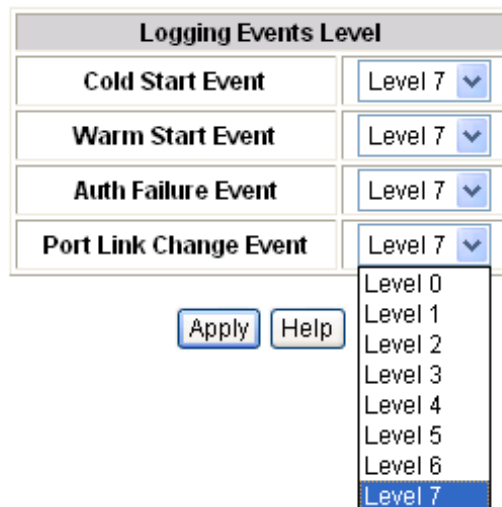 Logging Events Level
Cold Start Event Level 7
Warm Start Event Level 7
Auth Failure Event Level 7
Port Link Change Event Level 7
Level 0
Level 1
Level 2
Level 3
Level 4
Level 5
Level 6
Level 7
Apply Help